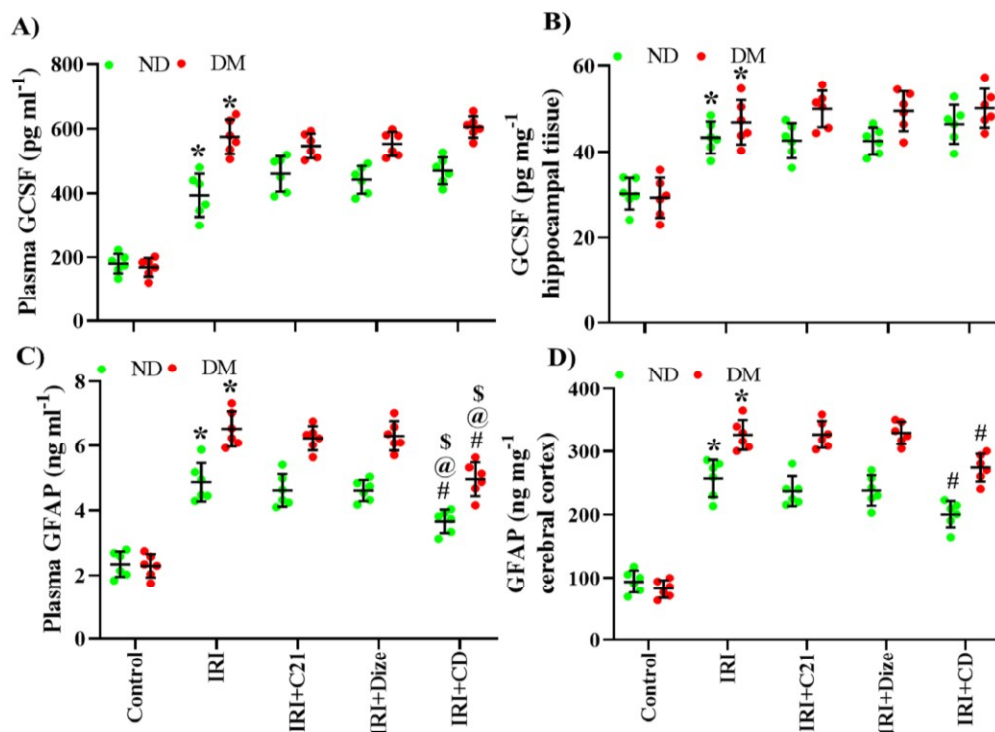 A)
ND DM
Plasma GCSF (pg ml-1)
800
600
400
200
0
* *
B)
ND DM
GCSF (pg mg-1
hippocampal tiisue)
60
40
20
0
* *
C)
ND DM
Plasma GFAP (ng ml-1)
8
6
4
2
0
* *
$ @ #
$ @ #
Control
IRI
IRI+C21
IRI+Dize
IRI+CD
D)
ND DM
GFAP (ng mg-1
cerebral cortex)
400
300
200
100
0
* *
# #
Control
IRI
IRI+C21
IRI+Dize
IRI+CD